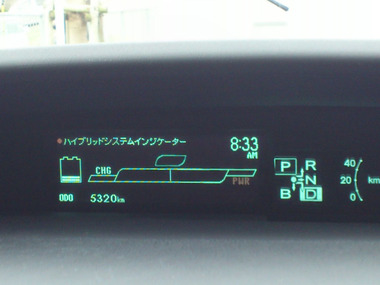 ハイブリッドシステムインジケーター
8:33
AM
CHG
PWR
ODO 5320km
P R
N
B D
40
20
0
km